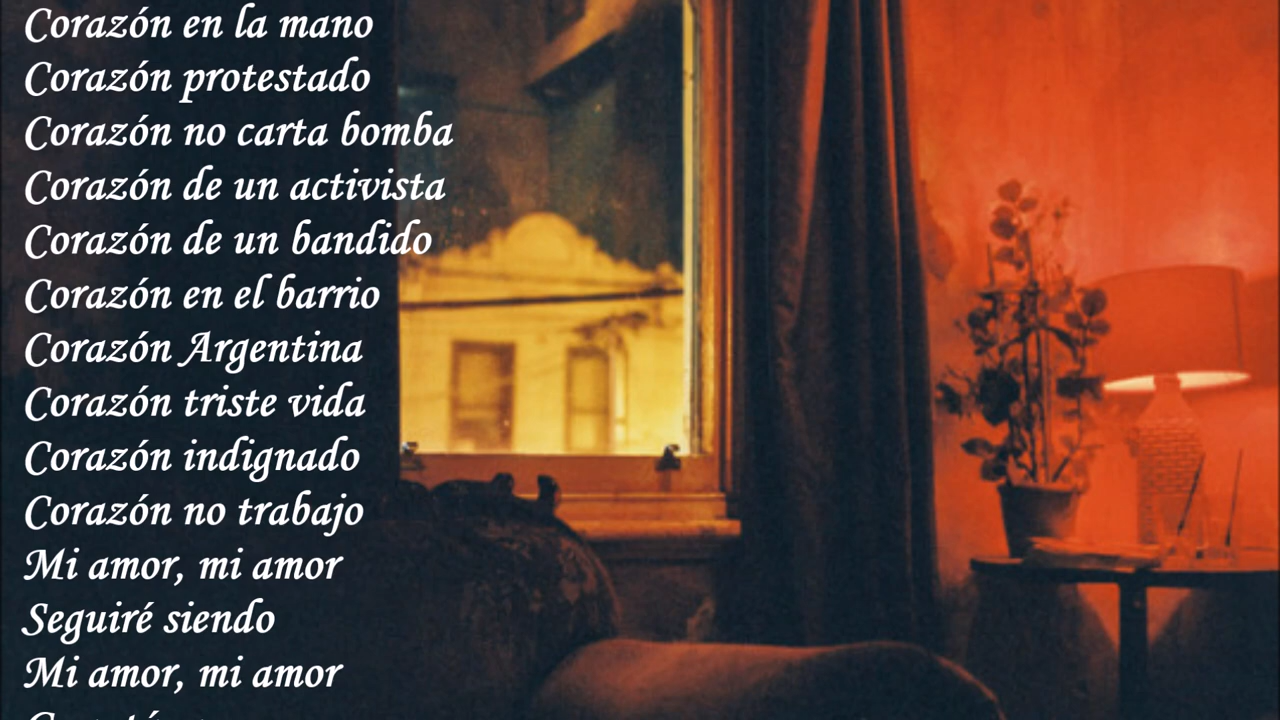 Corazón en la mano
Corazón protestado
Corazón no carta bomba
Corazón de un activista
Corazón de un bandido
Corazón en el barrio
Corazón Argentina
Corazón triste vida
Corazón indignado
Corazón no trabajo
Mi amor, mi amor
Seguiré siendo
Mi amor, mi amor